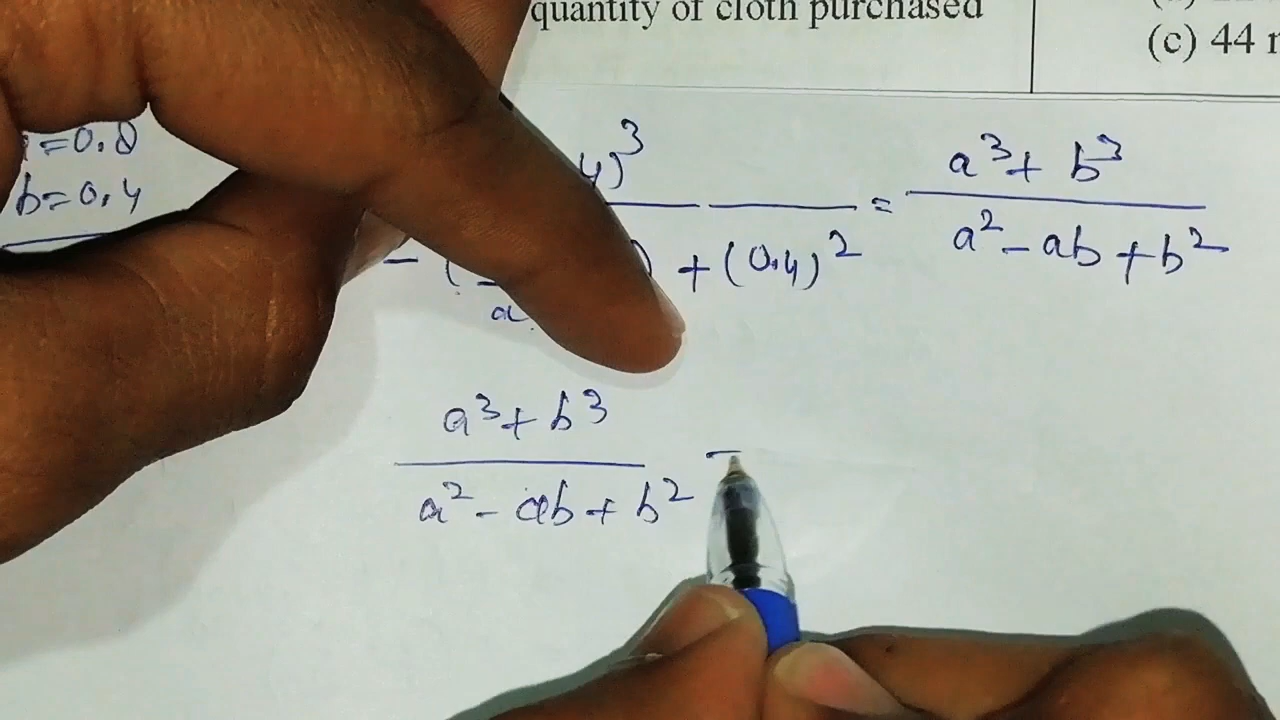 quantity of cloth purchased
(c) 44
=0.8
b=0.4
4)³ = a³+ b³
- ( ) +(0.4)² a²-ab+b²
a
a³+ b³
a²- ab+ b²